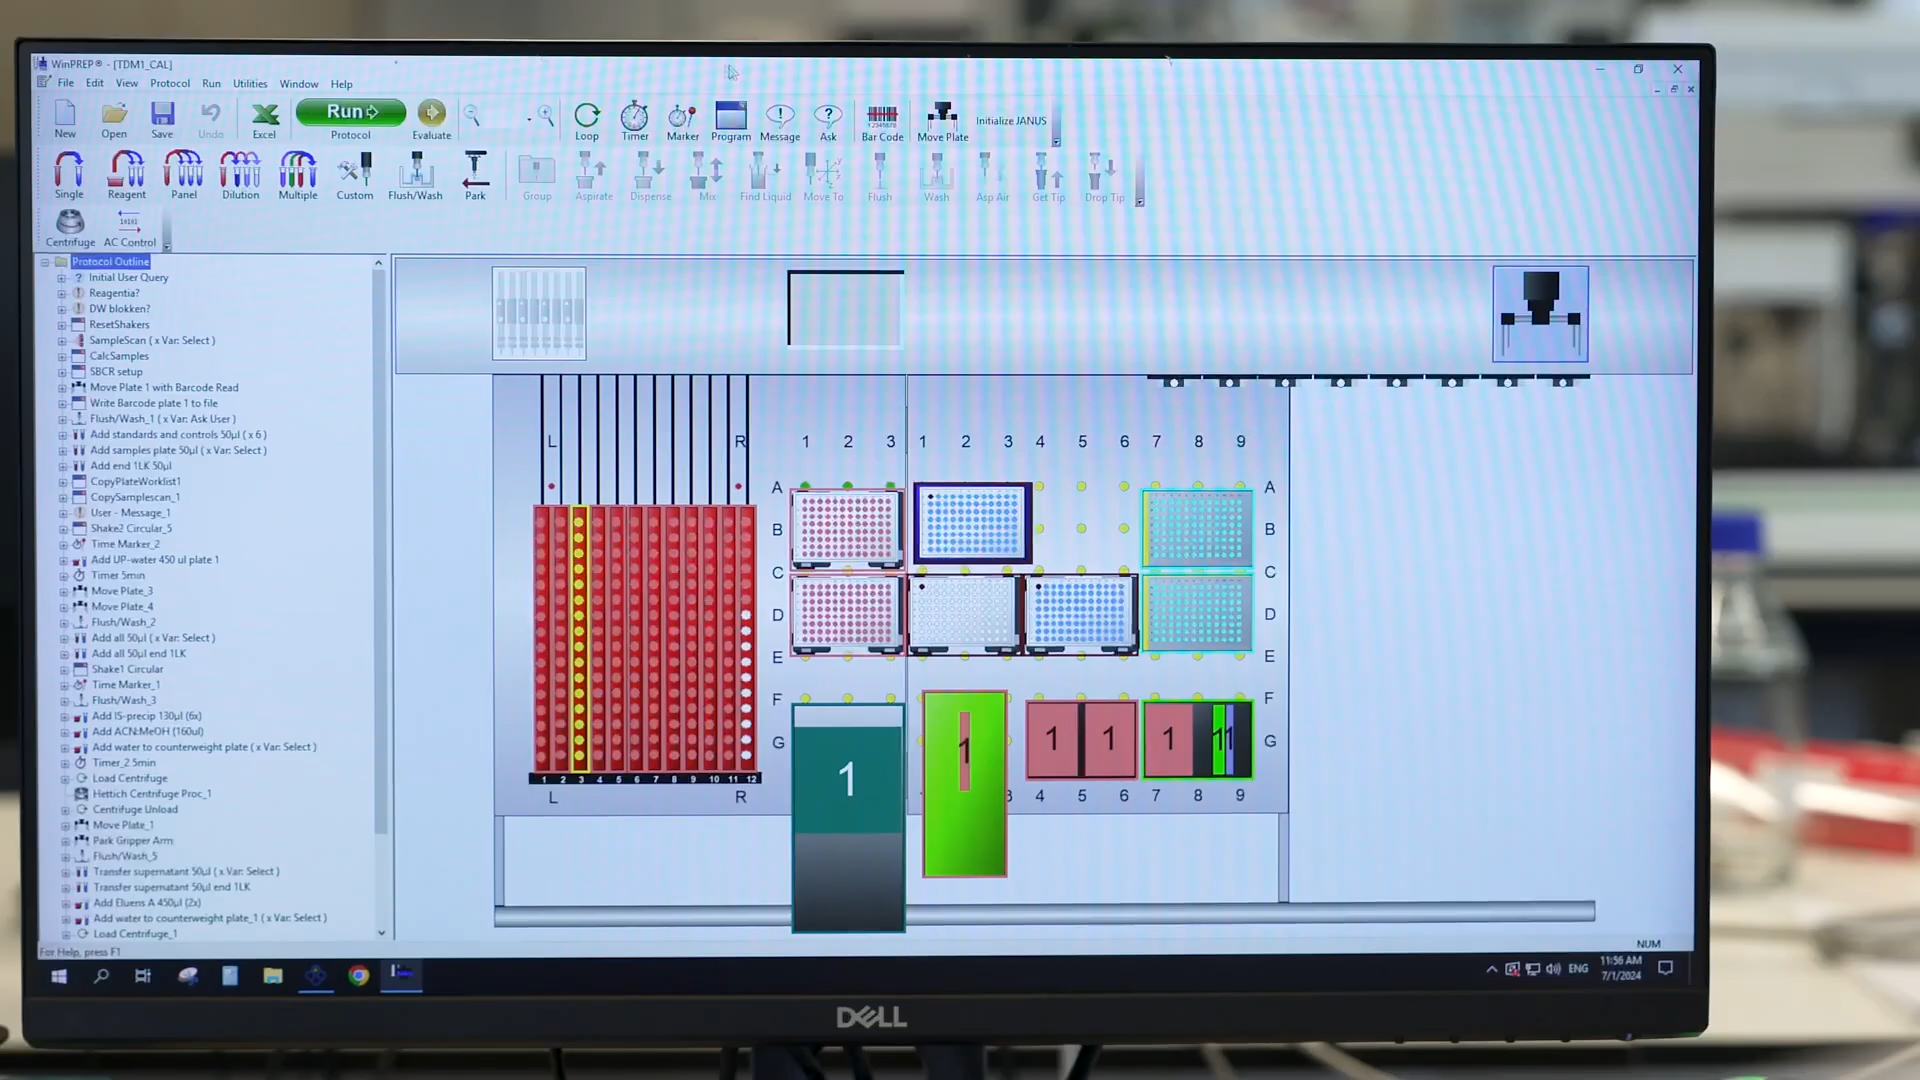 WinPREP® - [TDM1_CAL]
File Edit View Protocol Run Utilities Window Help
Run
New Open Save Undo Excel Protocol Evaluate Loop Timer Marker Program Message Ask Bar Code Move Plate Initialize JANUS
Single Reagent Panel Dilution Multiple Custom Flush/Wash Park Group Aspirate Dispense Mix Find Liquid Move To Flush Wash Asp Air Get Tip Drop Tip
Centrifuge AC Control
Protocol Outline
Initial User Query
Reagentia?
DW blokken?
ResetShakers
SampleScan ( x Var: Select )
CalcSamples
SBCR setup
Move Plate 1 with Barcode Read
Write Barcode plate 1 to file
Flush/Wash_1 ( x Var: Ask User )
Add standards and controls 50µl ( x 6 )
Add samples plate 50µl ( x Var: Select )
Add end 1LK 50µl
CopyPlateWorklist1
CopySamplescan_1
User - Message_1
Shake2 Circular_5
Time Marker_2
Add UP-water 450 ul plate 1
Timer 5min
Move Plate_3
Move Plate_4
Flush/Wash_2
Add all 50µl ( x Var: Select )
Add all 50µl end 1LK
Shake1 Circular
Time Marker_1
Flush/Wash_3
Add IS-precip 130µl (6x)
Add ACN:MeOH (160ul)
Add water to counterweight plate ( x Var: Select )
Timer_2 5min
Load Centrifuge
Hettich Centrifuge Proc_1
Centrifuge Unload
Move Plate_1
Park Gripper Arm
Flush/Wash_5
Transfer supernatant 50µl ( x Var: Select )
Transfer supernatant 50µl end 1LK
Add Eluens A 450µl (2x)
Add water to counterweight plate_1 ( x Var: Select )
Load Centrifuge_1
L R 1 2 3 1 2 3 4 5 6 7 8 9
A A
B B
C C
D D
E E
F F
G 1 1 1 1 1 11 G
1 2 3 4 5 6 7 8 9 10 11 12
L R 3 4 5 6 7 8 9
For Help, press F1 NUM
ENG 11:56 AM
7/1/2024
DELL